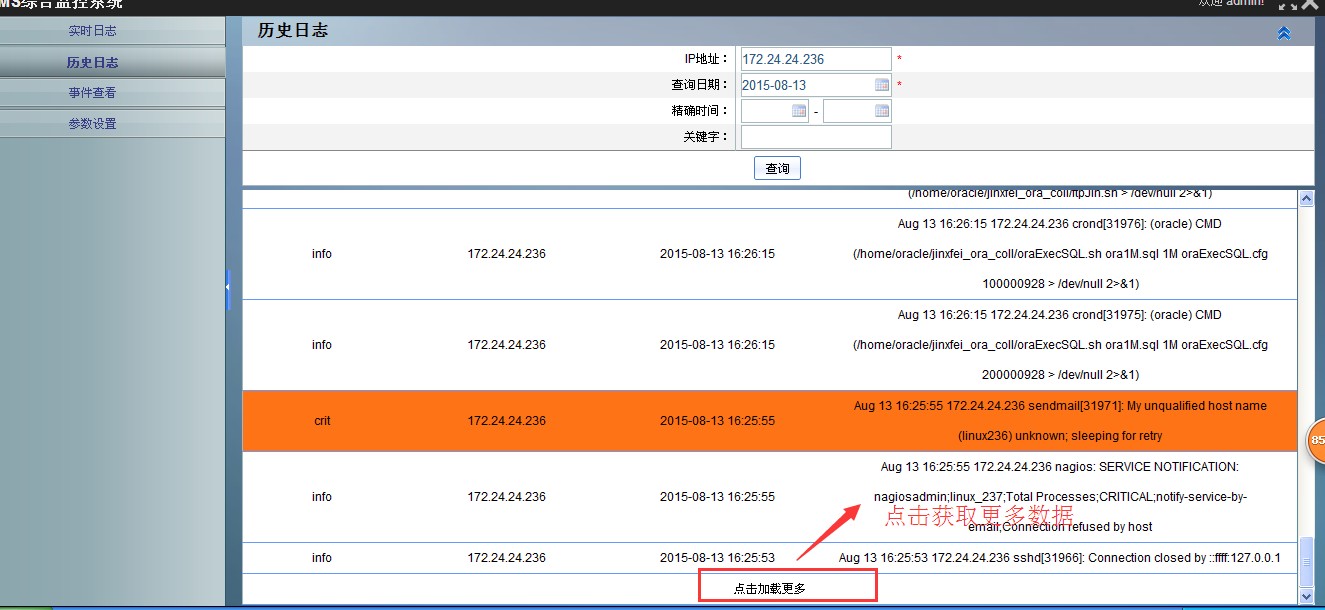 MS综合监控系统
欢迎 admin!
实时日志
历史日志
事件查看
参数设置
历史日志
IP地址：
172.24.24.236
*
查询日期：
2015-08-13
*
精确时间：
-
关键字：
查询
(/home/oracle/jinxfei_ora_coll/ftpJin.sh > /dev/null 2>&1)
info
172.24.24.236
2015-08-13 16:26:15
Aug 13 16:26:15 172.24.24.236 crond[31976]: (oracle) CMD
(/home/oracle/jinxfei_ora_coll/oraExecSQL.sh ora1M.sql 1M oraExecSQL.cfg
100000928 > /dev/null 2>&1)
info
172.24.24.236
2015-08-13 16:26:15
Aug 13 16:26:15 172.24.24.236 crond[31975]: (oracle) CMD
(/home/oracle/jinxfei_ora_coll/oraExecSQL.sh ora1M.sql 1M oraExecSQL.cfg
200000928 > /dev/null 2>&1)
crit
172.24.24.236
2015-08-13 16:25:55
Aug 13 16:25:55 172.24.24.236 sendmail[31971]: My unqualified host name
(linux236) unknown; sleeping for retry
info
172.24.24.236
2015-08-13 16:25:55
Aug 13 16:25:55 172.24.24.236 nagios: SERVICE NOTIFICATION:
nagiosadmin;linux_237;Total Processes;CRITICAL;notify-service-by-
email;Connection refused by host
点击获取更多数据
info
172.24.24.236
2015-08-13 16:25:53
Aug 13 16:25:53 172.24.24.236 sshd[31966]: Connection closed by ::ffff:127.0.0.1
点击加载更多
85